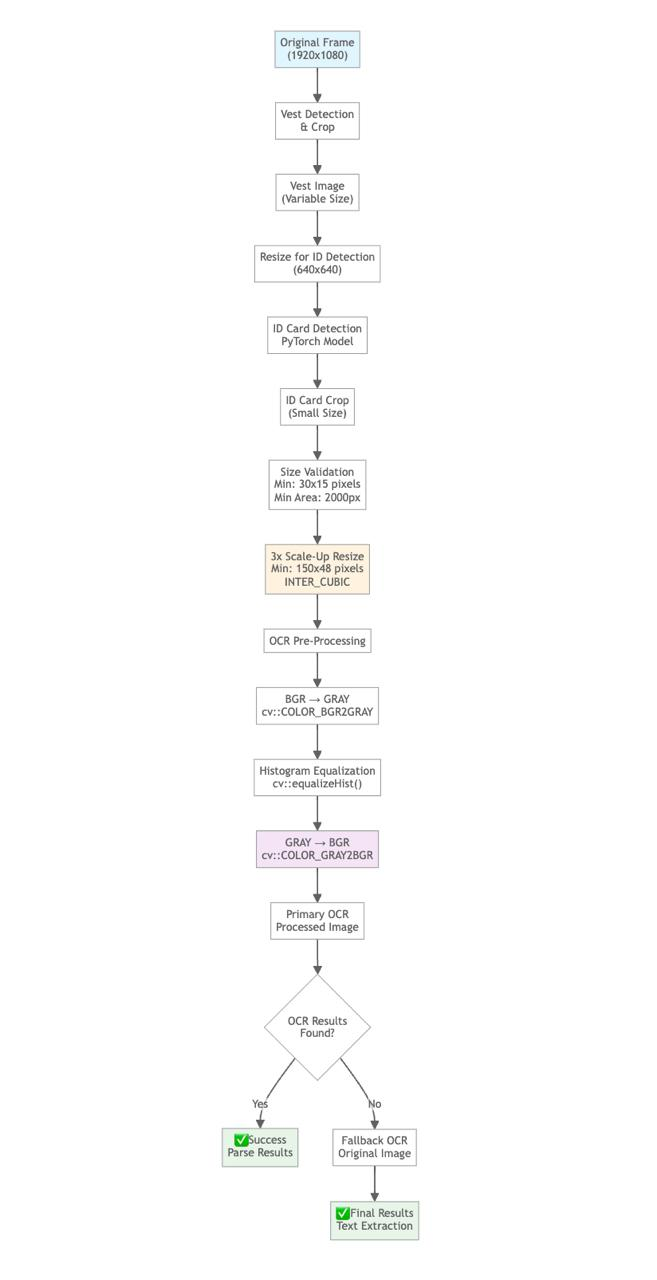 Original Frame
(1920x1080)
Vest Detection
& Crop
Vest Image
(Variable Size)
Resize for ID Detection
(640x640)
ID Card Detection
PyTorch Model
ID Card Crop
(Small Size)
Size Validation
Min: 30x15 pixels
Min Area: 2000px
3x Scale-Up Resize
Min: 150x48 pixels
INTER_CUBIC
OCR Pre-Processing
BGR → GRAY
cv::COLOR_BGR2GRAY
Histogram Equalization
cv::equalizeHist()
GRAY → BGR
cv::COLOR_GRAY2BGR
Primary OCR
Processed Image
OCR Results
Found?
Yes
No
✅Success
Parse Results
Fallback OCR
Original Image
✅Final Results
Text Extraction